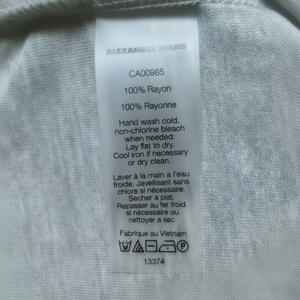 ALEXANDER WANG
CA00985
100% Rayon
100% Rayonne
Hand wash cold,
non-chlorine bleach
when needed.
Lay flat to dry.
Cool iron if necessary
or dry clean.
Laver à la main à l'eau
froide. Javelisant sans
chlore si nécessaire.
Secher a plat.
Repasser au fer froid
si nécessaire ou
nettoyer a sec.
Fabrique au Vietnam
13374